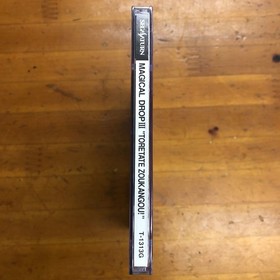 SEGA SATURN
MAGICAL DROP III "TORETATE ZOUKANGOU!"
T-1313G